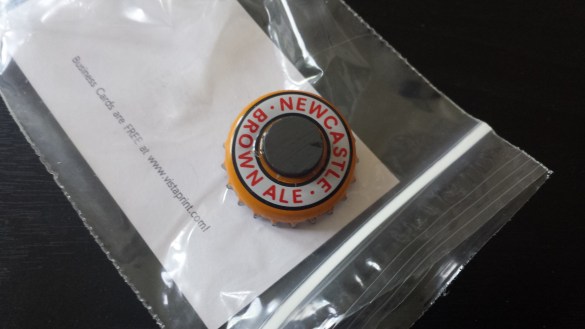 Business Cards are FREE at www.vistaprint.com!
NEWCASTLE · BROWN ALE ·